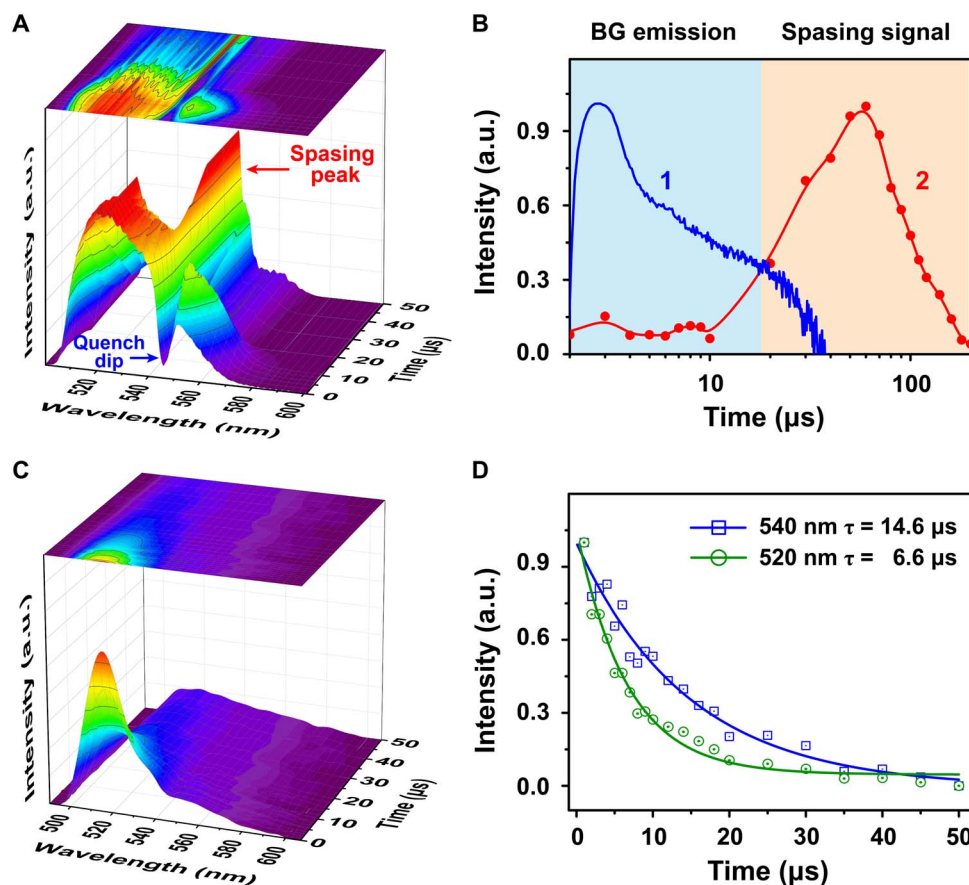 A
Intensity (a.u.)
Spasing
peak
Quench
dip
520
540
560
580
600
Wavelength (nm)
0
10
20
30
40
50
Time (µs)
B
BG emission
Spasing signal
Intensity (a.u.)
0.9
0.6
0.3
0.0
1
2
10
100
Time (µs)
C
Intensity (a.u.)
500
520
540
560
580
600
Wavelength (nm)
0
10
20
30
40
50
Time (µs)
D
540 nm τ = 14.6 µs
520 nm τ = 6.6 µs
Intensity (a.u.)
0.9
0.6
0.3
0.0
0
10
20
30
40
50
Time (µs)